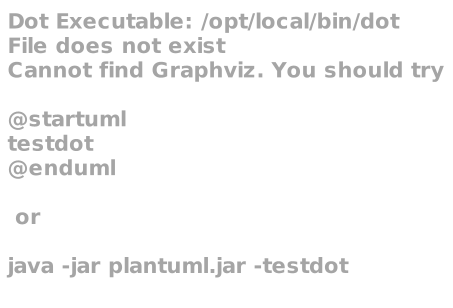 Dot Executable: /opt/local/bin/dot
File does not exist
Cannot find Graphviz. You should try
@startuml
testdot
@enduml
or
java -jar plantuml.jar -testdot